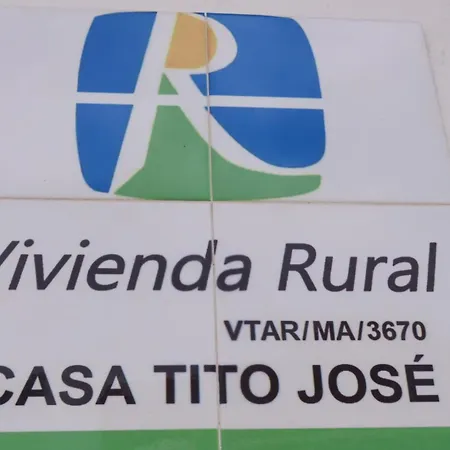 Vivienda Rural
VTAR/MA/3670
CASA TITO JOSÉ